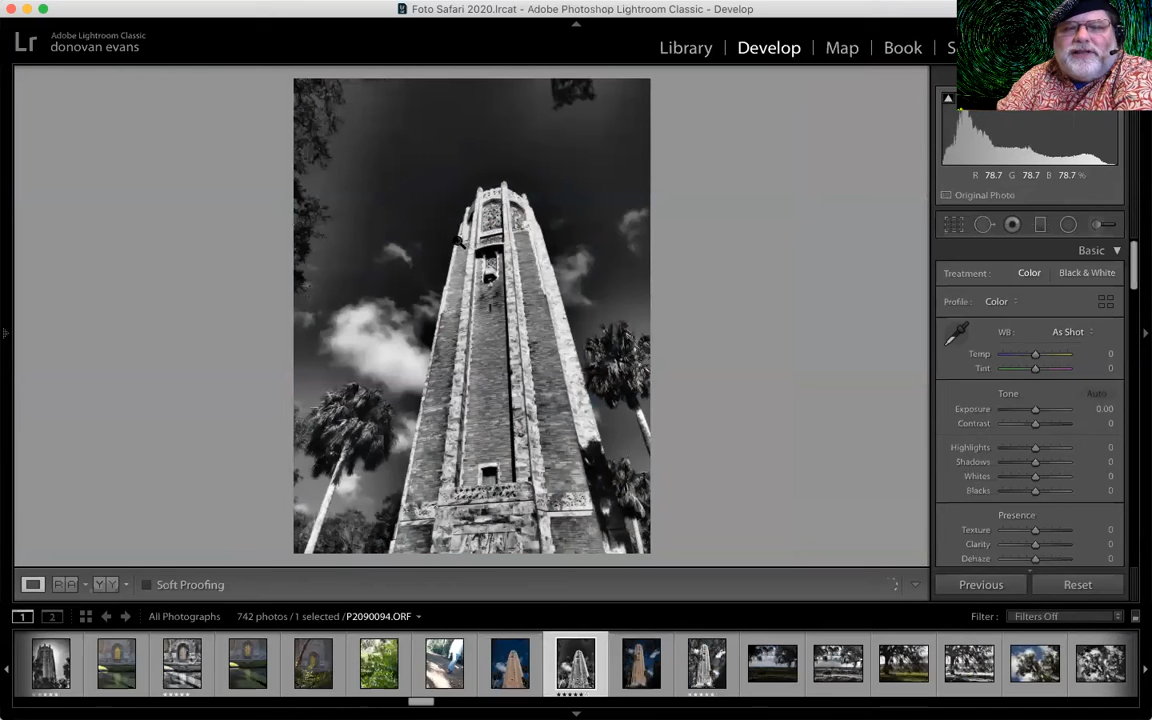 Foto Safari 2020.lrcat - Adobe Photoshop Lightroom Classic - Develop
Lr
Adobe Lightroom Classic
donovan evans
Library
Develop
Map
Book
S
R 78.7 G 78.7 B 78.7 %
Original Photo
Basic
Treatment : Color Black & White
Profile : Color
WB : As Shot
Temp 0
Tint 0
Tone Auto
Exposure 0.00
Contrast 0
Highlights 0
Shadows 0
Whites 0
Blacks 0
Presence
Texture 0
Clarity 0
Dehaze 0
Previous Reset
R A Y Y Soft Proofing
1 2 All Photographs 742 photos / 1 selected / P2090094.ORF Filter : Filters Off